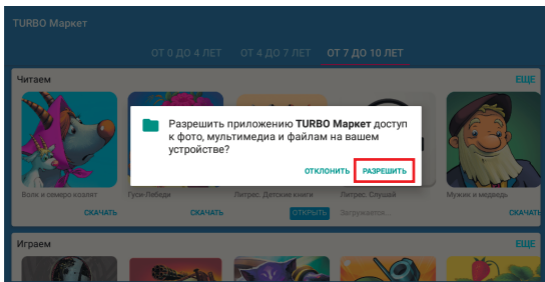 TURBO Маркет
ОТ 0 ДО 4 ЛЕТ ОТ 4 ДО 7 ЛЕТ ОТ 7 ДО 10 ЛЕТ
Читаем ЕЩЕ
Разрешить приложению TURBO Маркет доступ
к фото, мультимедиа и файлам на вашем
устройстве?
ОТКЛОНИТЬ РАЗРЕШИТЬ
Волк и семеро козлят Гуси-Лебеди Литрес. Детские книги Литрес. Слушай Мужик и медведь
СКАЧАТЬ СКАЧАТЬ ОТКРЫТЬ Загружается... СКАЧАТЬ
Играем ЕЩЕ